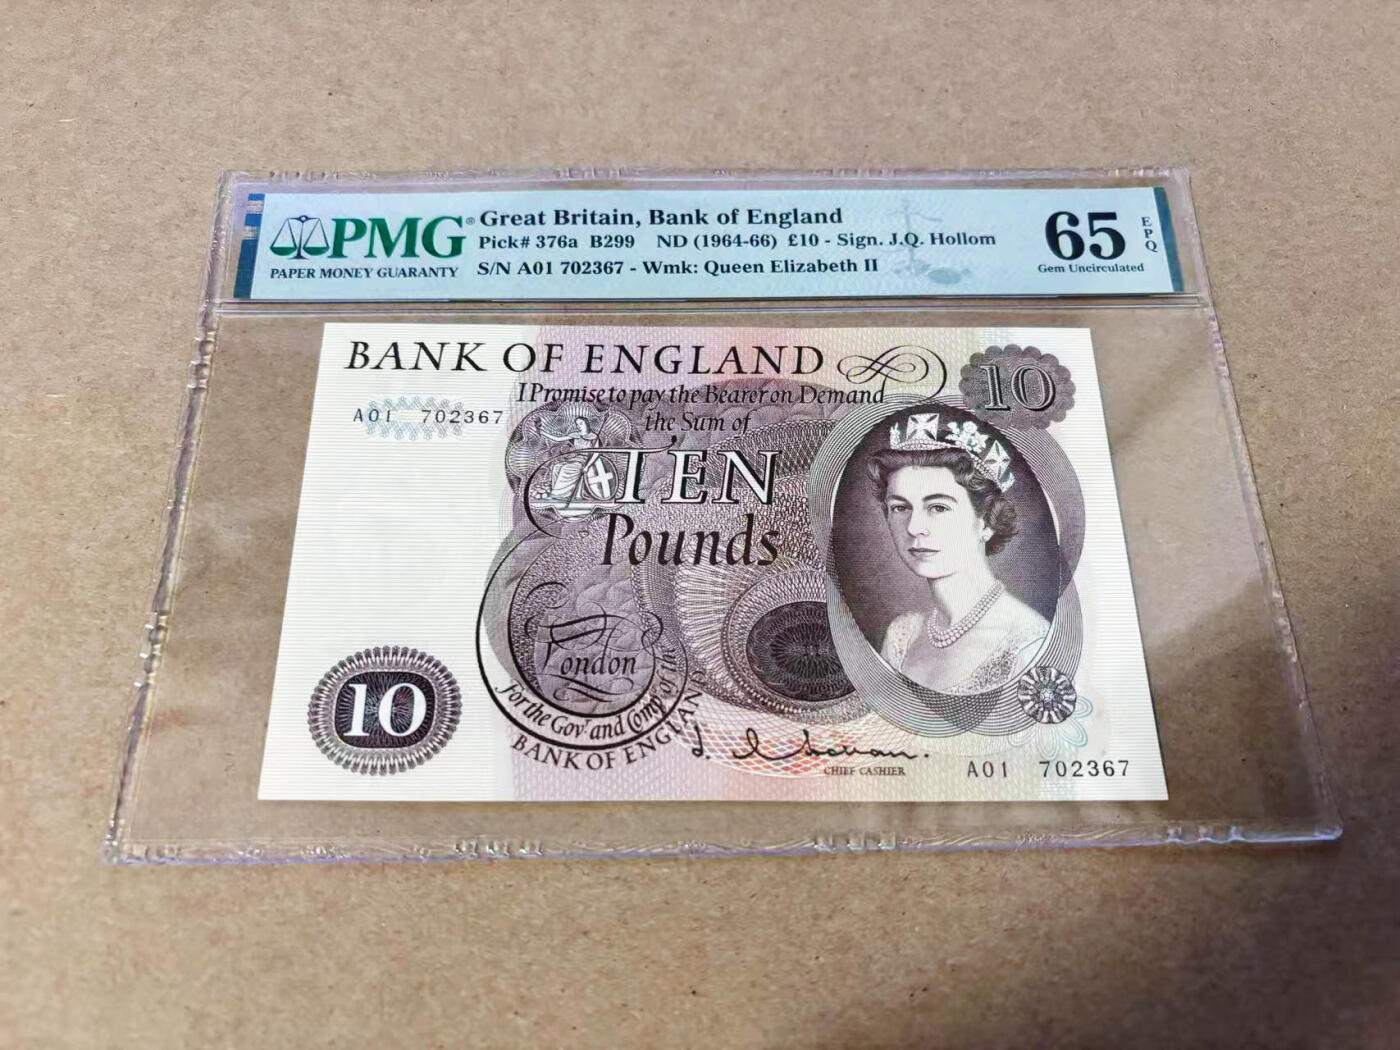 PMG®
PAPER MONEY GUARANTY
Great Britain, Bank of England
Pick# 376a B299 ND (1964-66) £10 - Sign. J.Q. Hollom
S/N A01 702367 - Wmk: Queen Elizabeth II
65
EPQ
Gem Uncirculated
BANK OF ENGLAND
10
I Promise to pay the Bearer on Demand
the Sum of
A01 702367
TEN
Pounds
London
For the Govr. and Compa. of the
BANK OF ENGLAND
10
CHIEF CASHIER
A01 702367